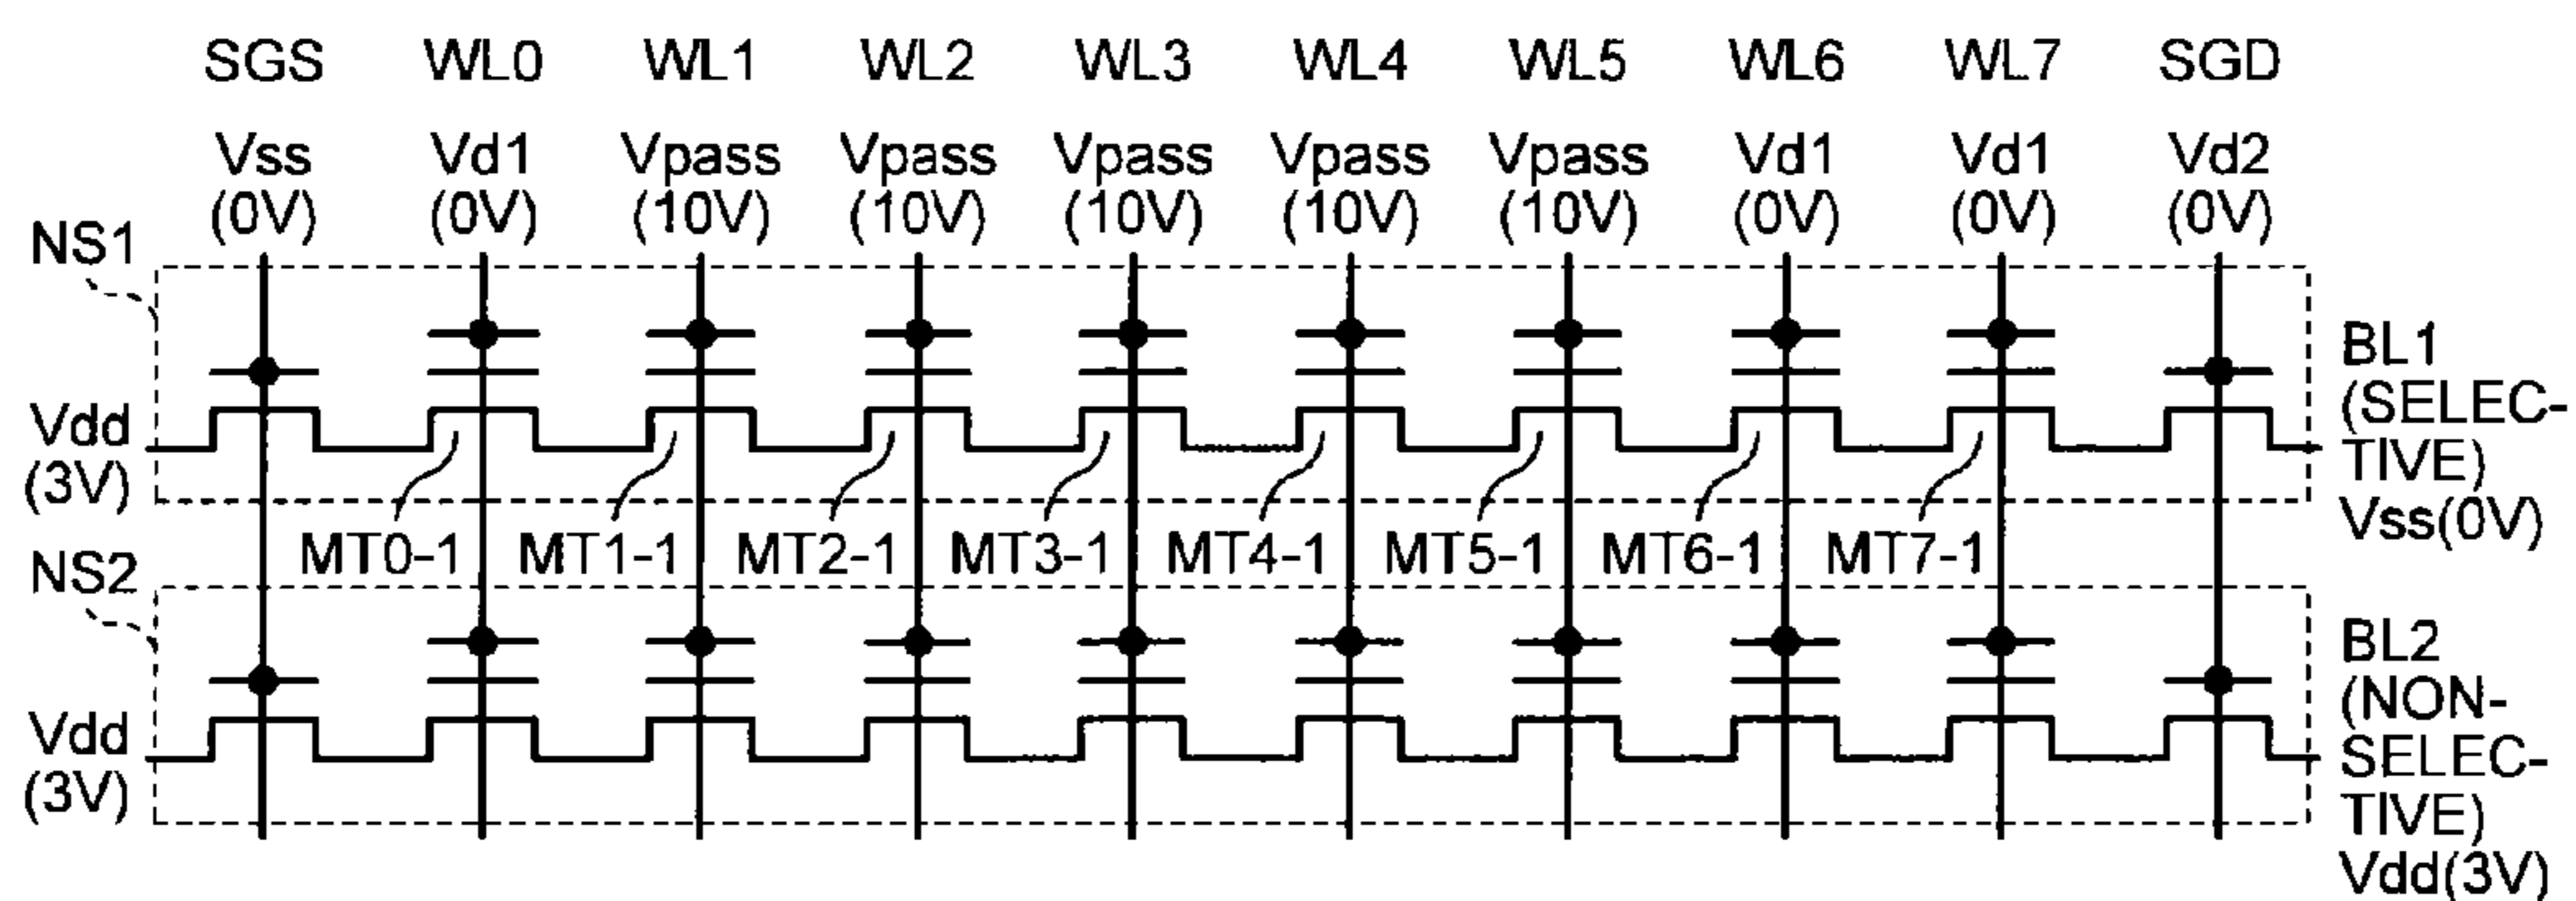 SGS WL0 WL1 WL2 WL3 WL4 WL5 WL6 WL7 SGD
Vss Vd1 Vpass Vpass Vpass Vpass Vpass Vd1 Vd1 Vd2
(0V) (0V) (10V) (10V) (10V) (10V) (10V) (0V) (0V) (0V)
NS1
Vdd
(3V)
BL1
(SELEC-
TIVE)
Vss(0V)
MT0-1 MT1-1 MT2-1 MT3-1 MT4-1 MT5-1 MT6-1 MT7-1
NS2
Vdd
(3V)
BL2
(NON-
SELEC-
TIVE)
Vdd(3V)